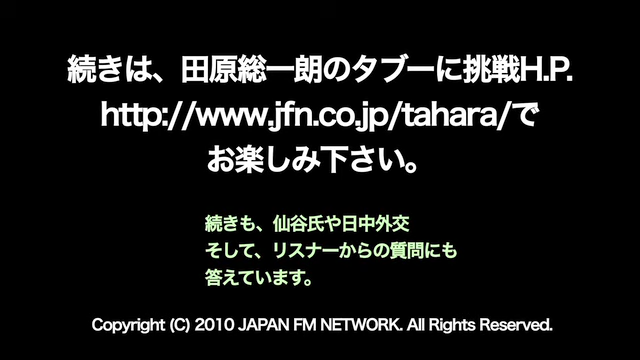 続きは、田原総一朗のタブーに挑戦H.P.
http://www.jfn.co.jp/tahara/で
お楽しみ下さい。
続きも、仙谷氏や日中外交
そして、リスナーからの質問にも
答えています。
Copyright (C) 2010 JAPAN FM NETWORK. All Rights Reserved.